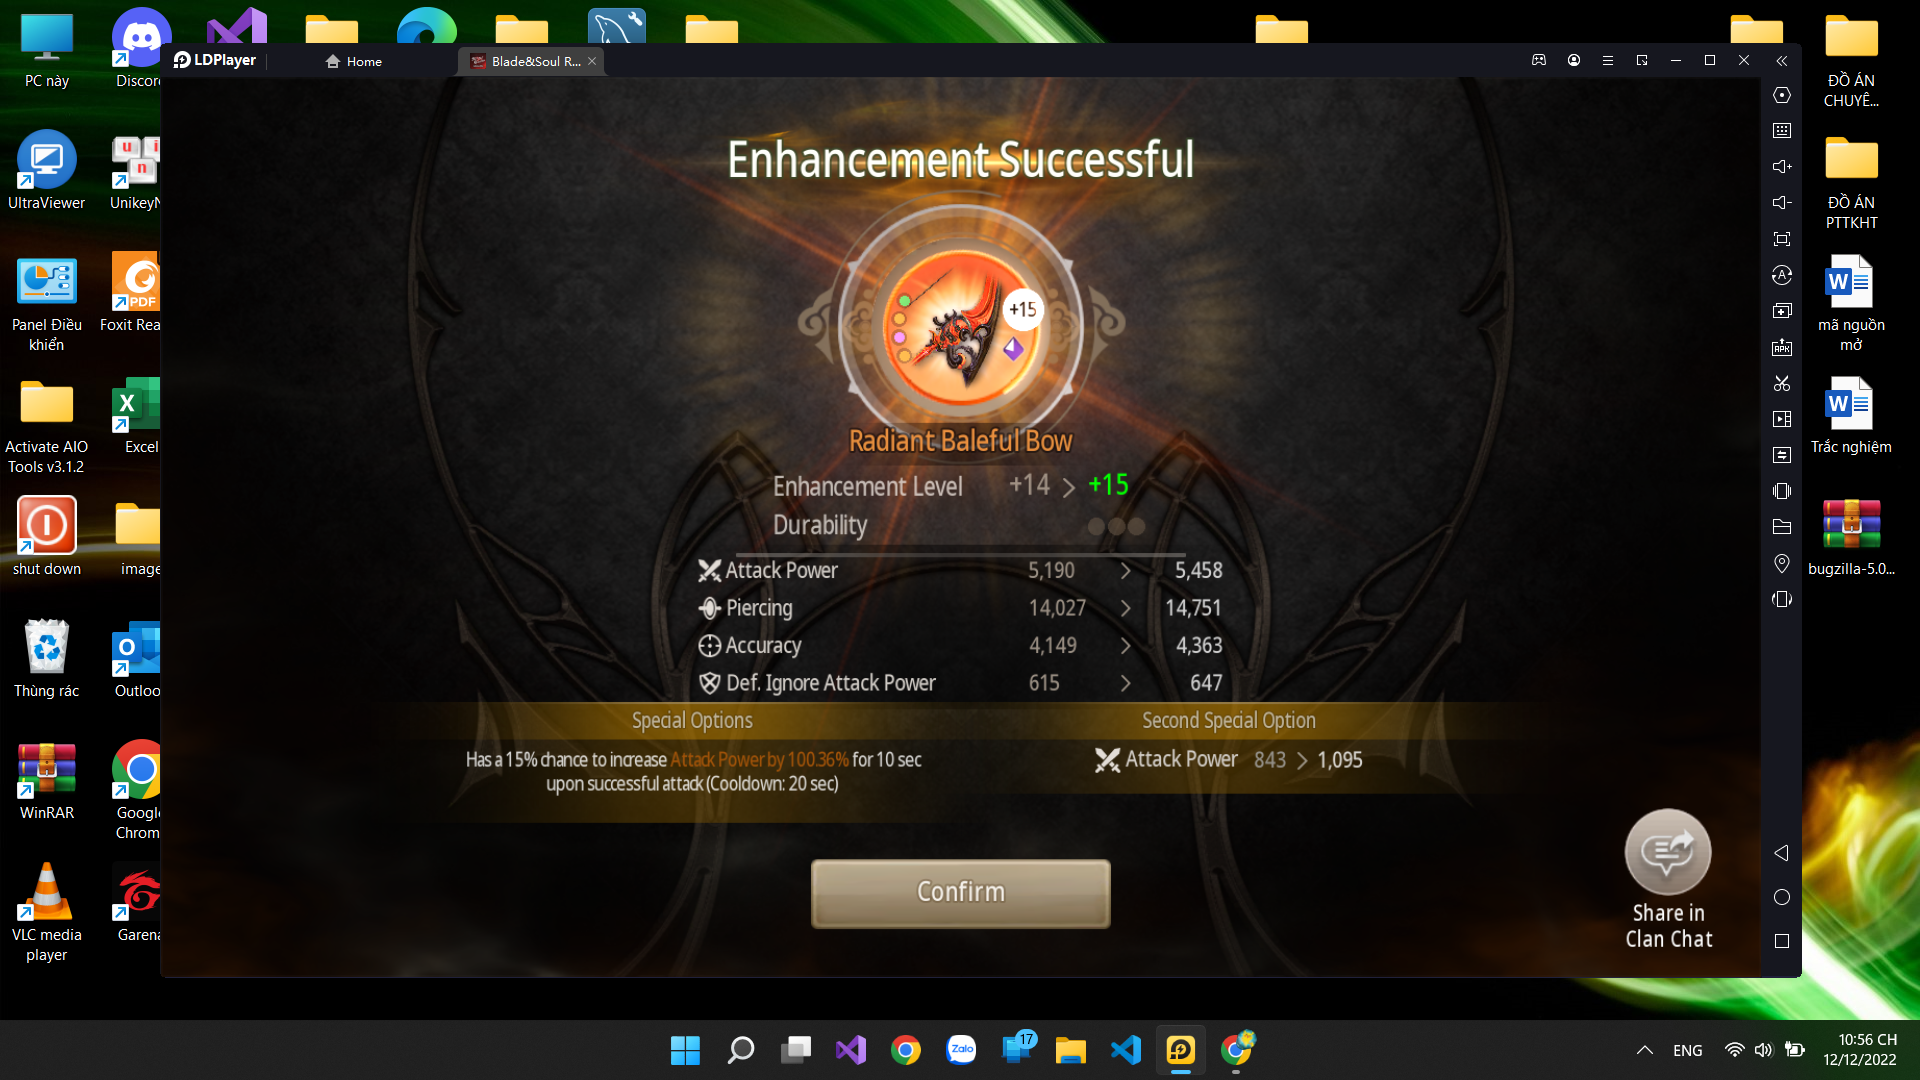 PC này
Discor
LDPlayer
Home
Blade&Soul R...
ĐỒ ÁN
CHUYÊ...
UltraViewer
UnikeyN
ĐỒ ÁN
PTTKHT
Panel Điều
khiển
Foxit Rea
PDF
mã nguồn
mở
Activate AIO
Tools v3.1.2
Excel
Trắc nghiệm
shut down
image
bugzilla-5.0...
Thùng rác
Outloo
WinRAR
Googl
Chrom
VLC media
player
Garena
Enhancement Successful
+15
Radiant Baleful Bow
Enhancement Level +14 > +15
Durability
Attack Power 5,190 > 5,458
Piercing 14,027 > 14,751
Accuracy 4,149 > 4,363
Def. Ignore Attack Power 615 > 647
Special Options
Second Special Option
Has a 15% chance to increase Attack Power by 100.36% for 10 sec
upon successful attack (Cooldown: 20 sec)
Attack Power 843 > 1,095
Confirm
Share in
Clan Chat
APK
Zalo
17
ENG
10:56 CH
12/12/2022